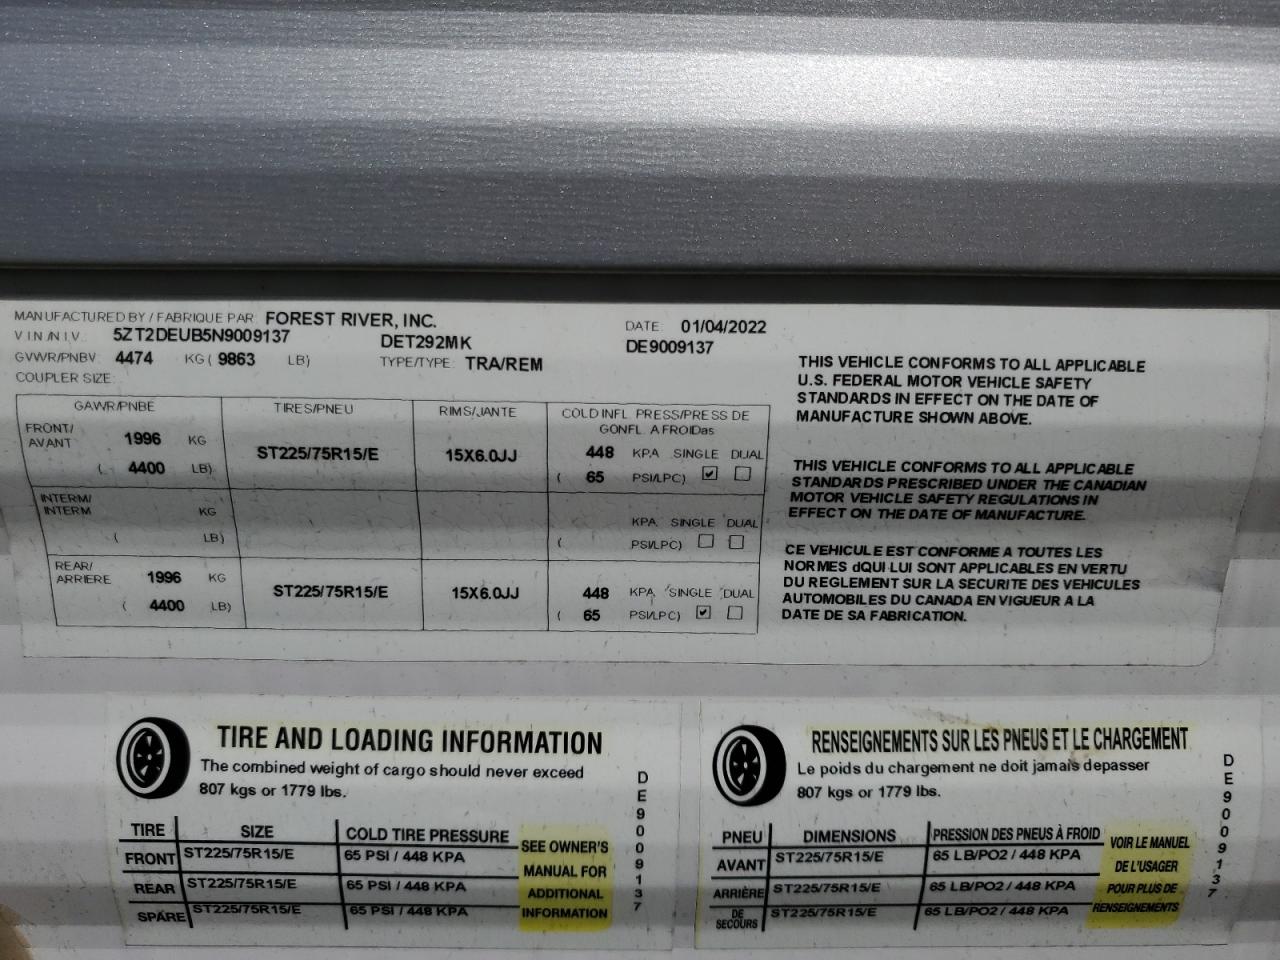 MANUFACTURED BY / FABRIQUE PAR FOREST RIVER, INC.
DATE 01/04/2022
V I N /N I V 5ZT2DEUB5N9009137
DET292MK
DE9009137
GVWR/PNBV 4474 KG ( 9863 LB)
TYPE/TYPE TRA/REM
COUPLER SIZE
GAWR/PNBE TIRES/PNEU RIMS/JANTE COLD INFL PRESS/PRESS DE
GONFL A FROIDas
FRONT/
AVANT 1996 KG
( 4400 LB)
ST225/75R15/E 15X6.0JJ
448 KPA SINGLE DUAL
( 65 PSI/LPC)
INTERM/
INTERM KG
( LB)
KPA SINGLE DUAL
( PSI/LPC)
REAR/
ARRIERE 1996 KG
( 4400 LB)
ST225/75R15/E 15X6.0JJ
448 KPA SINGLE DUAL
( 65 PSI/LPC)
THIS VEHICLE CONFORMS TO ALL APPLICABLE
U.S. FEDERAL MOTOR VEHICLE SAFETY
STANDARDS IN EFFECT ON THE DATE OF
MANUFACTURE SHOWN ABOVE.
THIS VEHICLE CONFORMS TO ALL APPLICABLE
STANDARDS PRESCRIBED UNDER THE CANADIAN
MOTOR VEHICLE SAFETY REGULATIONS IN
EFFECT ON THE DATE OF MANUFACTURE.
CE VEHICULE EST CONFORME A TOUTES LES
NORMES dQUI LUI SONT APPLICABLES EN VERTU
DU REGLEMENT SUR LA SECURITE DES VEHICULES
AUTOMOBILES DU CANADA EN VIGUEUR A LA
DATE DE SA FABRICATION.
TIRE AND LOADING INFORMATION
The combined weight of cargo should never exceed
807 kgs or 1779 lbs.
TIRE SIZE COLD TIRE PRESSURE
FRONT ST225/75R15/E 65 PSI / 448 KPA
REAR ST225/75R15/E 65 PSI / 448 KPA
SPARE ST225/75R15/E 65 PSI / 448 KPA
SEE OWNER'S
MANUAL FOR
ADDITIONAL
INFORMATION
DE9009137
RENSEIGNEMENTS SUR LES PNEUS ET LE CHARGEMENT
Le poids du chargement ne doit jamais depasser
807 kgs or 1779 lbs.
PNEU DIMENSIONS PRESSION DES PNEUS À FROID
AVANT ST225/75R15/E 65 LB/PO2 / 448 KPA
ARRIÈRE ST225/75R15/E 65 LB/PO2 / 448 KPA
DE
SECOURS ST225/75R15/E 65 LB/PO2 / 448 KPA
VOIR LE MANUEL
DE L'USAGER
POUR PLUS DE
RENSEIGNEMENTS
DE9009137